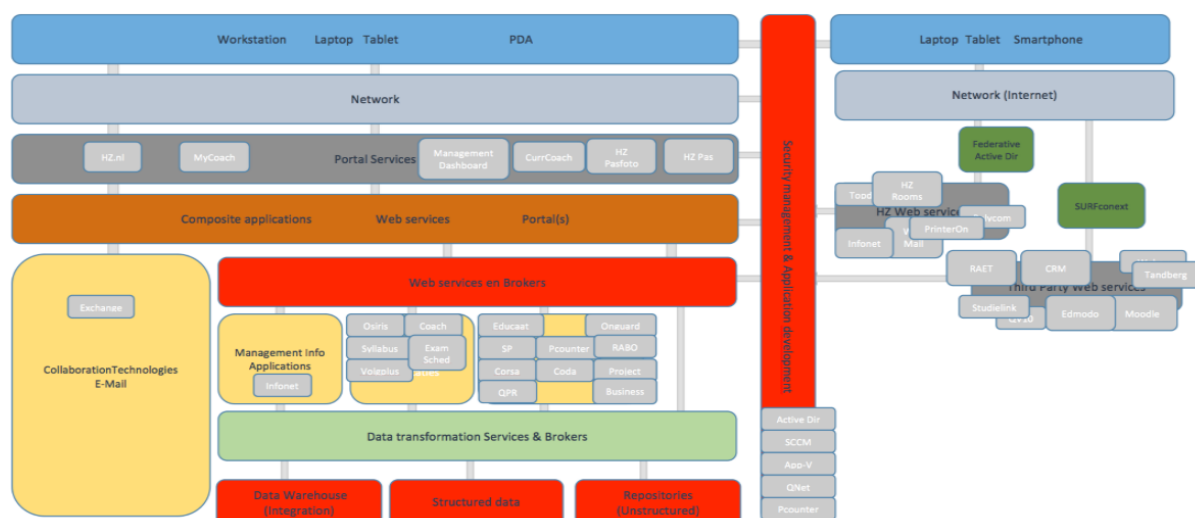 Workstation Laptop Tablet PDA
Laptop Tablet Smartphone
Network
Network (Internet)
HZ.nl
MyCoach
Portal Services
Management
Dashboard
CurrCoach
HZ
Pasfoto
HZ Pas
Federative
Active Dir
Composite applications Web services Portal(s)
HZ
Rooms
HZ Web servic
PrinterOn
Infonet
Mail
SURFconext
Security management & Application development
Web services en Brokers
RAET
CRM
Tandberg
Third Party Web services
Studielink
Edmodo
Moodle
Exchange
CollaborationTechnologies
E-Mail
Management Info
Applications
Infonet
Osiris
Coach
Syllabus
Exam
Sched
Volgplus
Educaat
Onguard
SP
Pcounter
RABO
Corsa
Coda
Project
QPR
Business
Data transformation Services & Brokers
Active Dir
SCCM
App-V
QNet
Pcounter
Data Warehouse
(Integration)
Structured data
Repositories
(Unstructured)